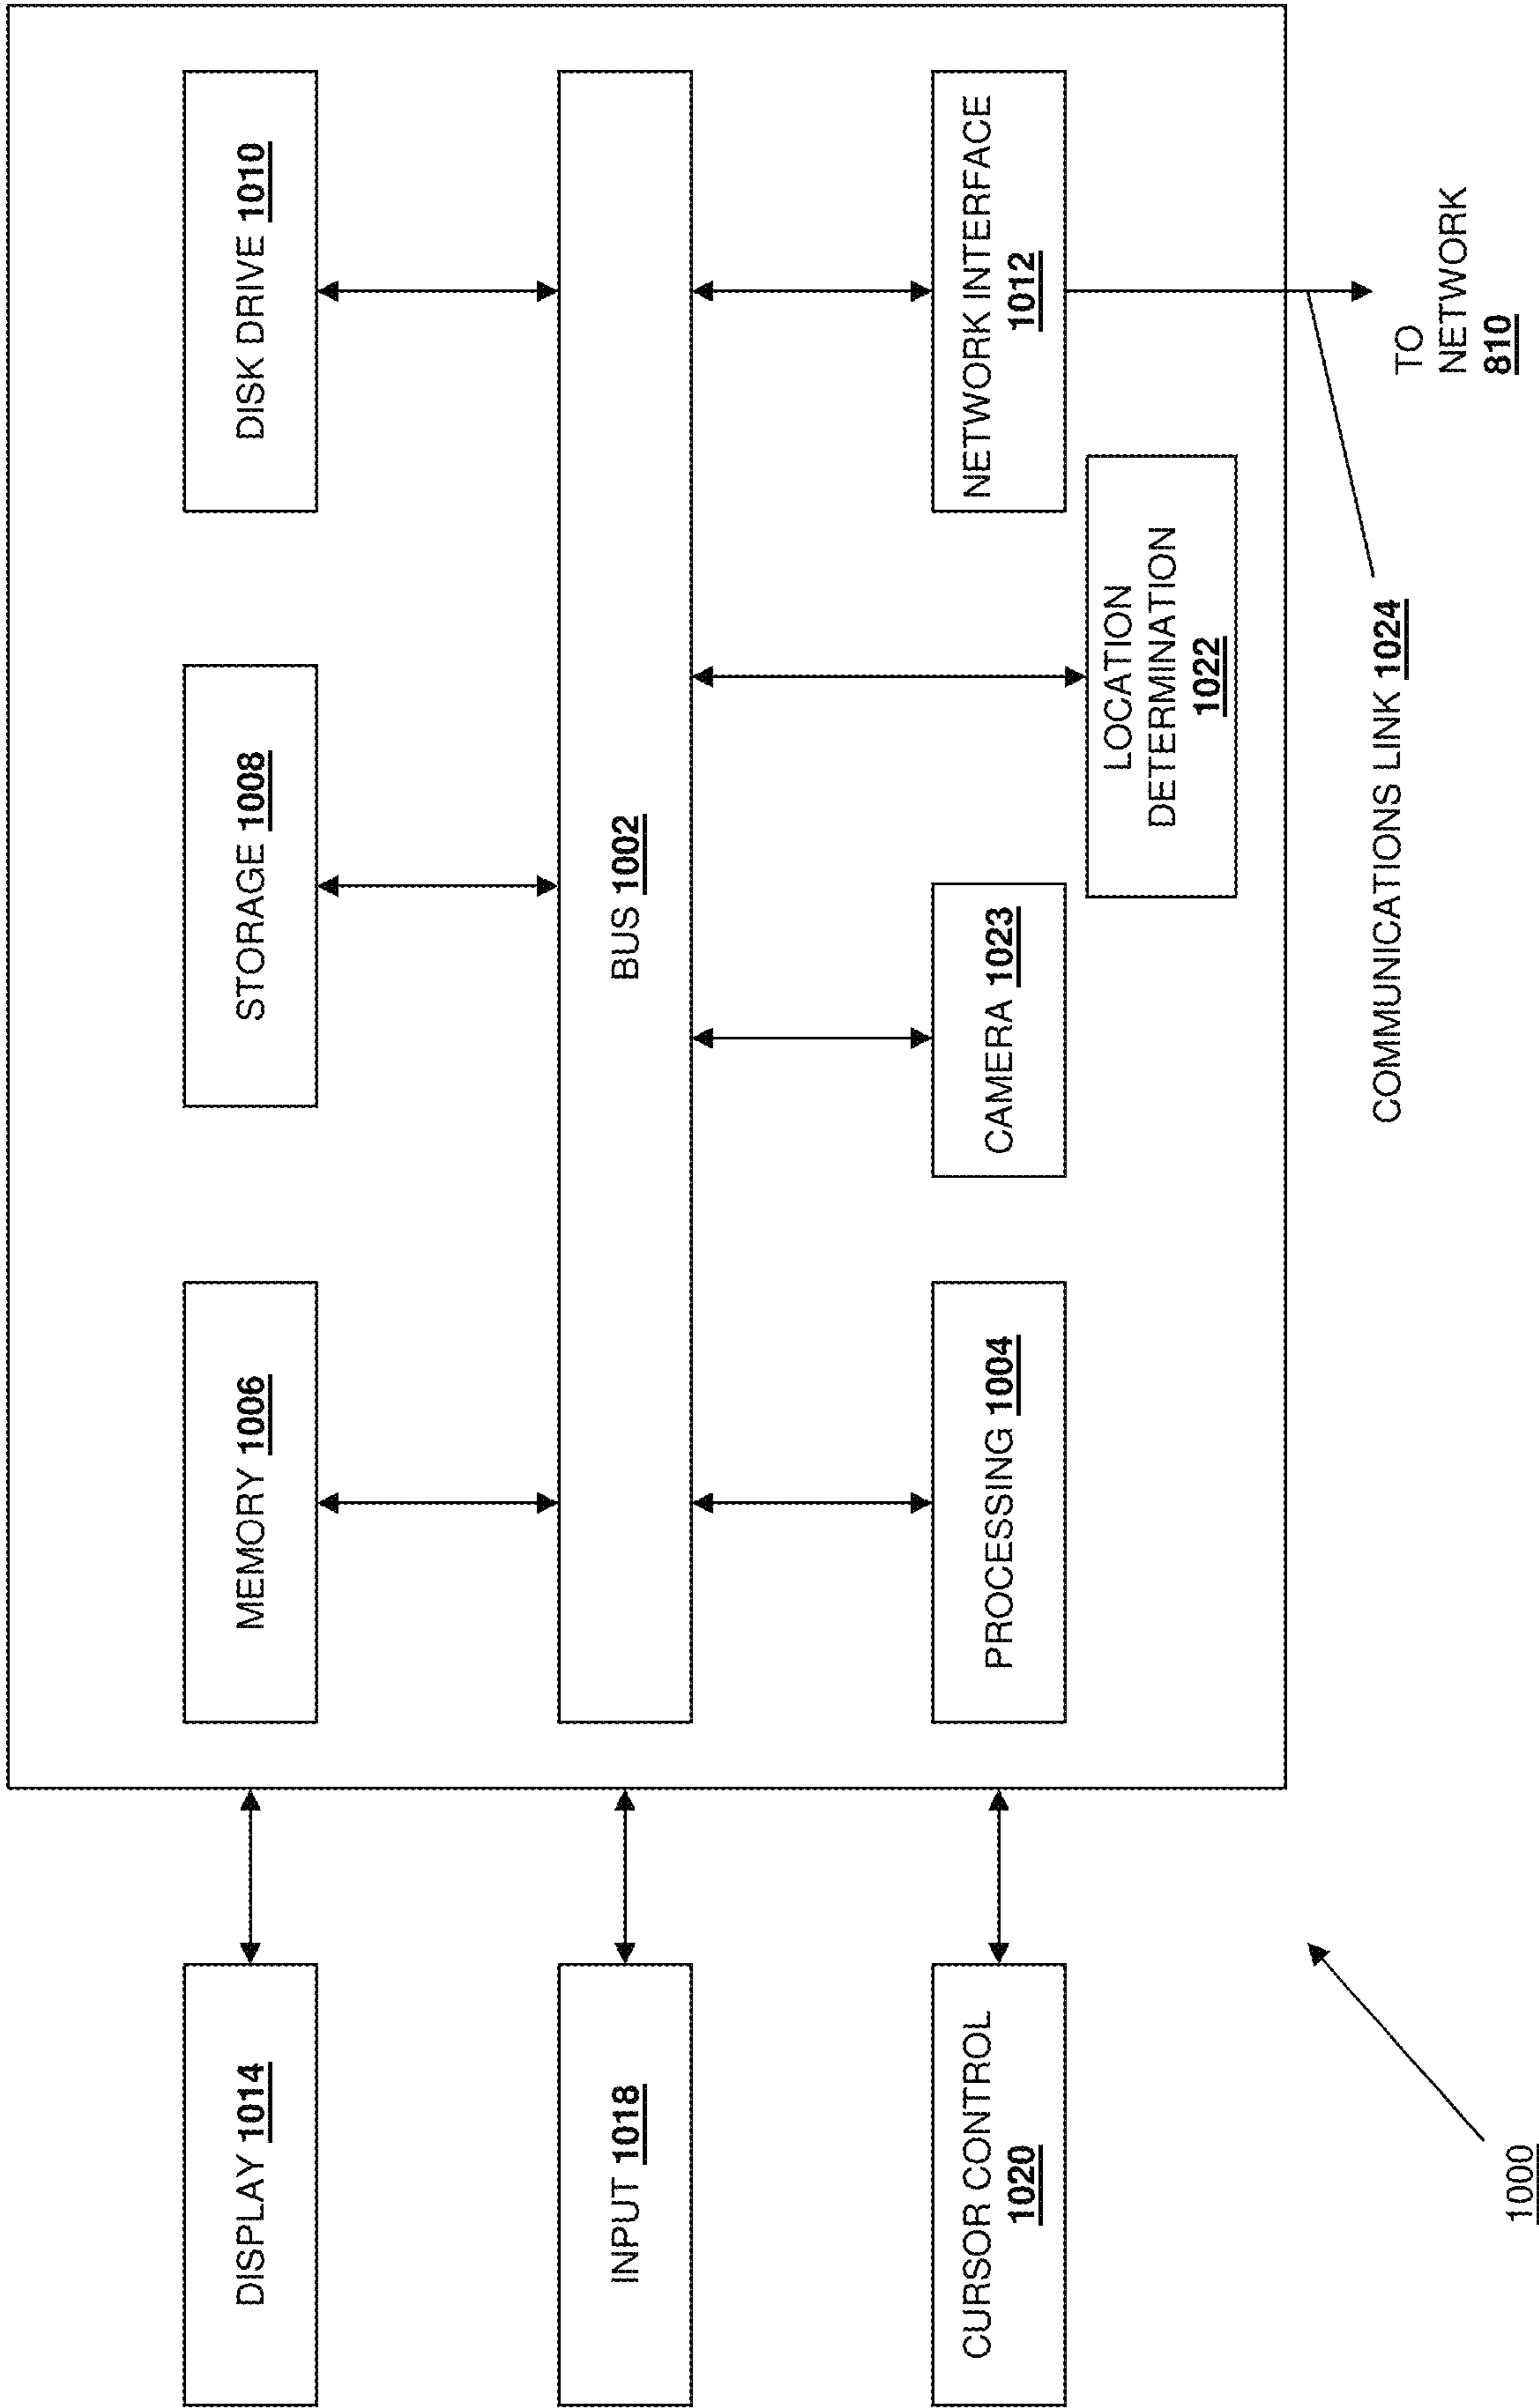 DISPLAY 1014
MEMORY 1006
STORAGE 1008
DISK DRIVE 1010
INPUT 1018
BUS 1002
CURSOR CONTROL
1020
PROCESSING 1004
CAMERA 1023
LOCATION
DETERMINATION
1022
NETWORK INTERFACE
1012
COMMUNICATIONS LINK 1024
TO
NETWORK
810
1000